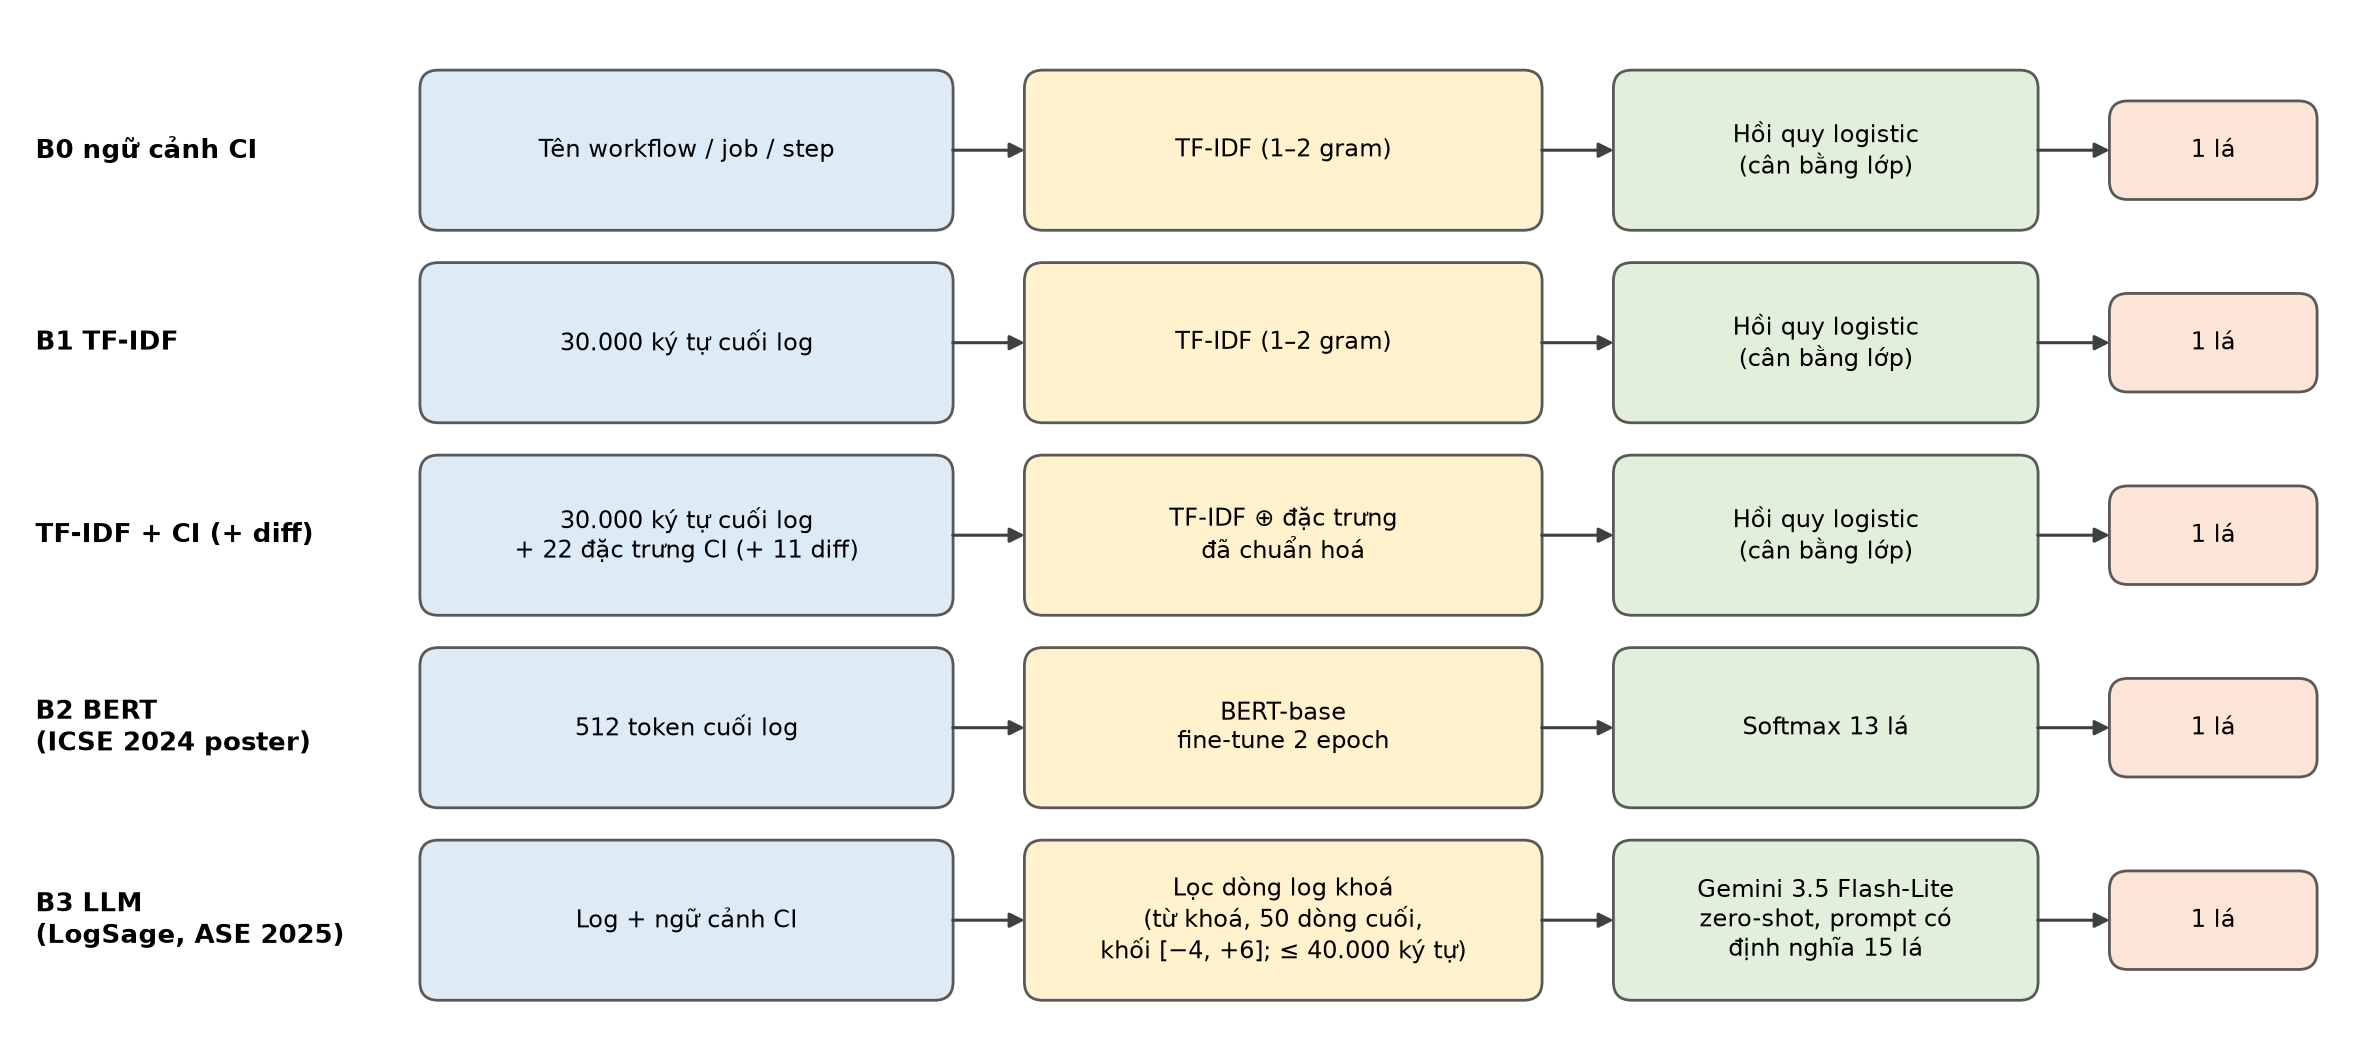 B0 ngữ cảnh CI
Tên workflow / job / step
TF-IDF (1–2 gram)
Hồi quy logistic
(cân bằng lớp)
1 lá
B1 TF-IDF
30.000 ký tự cuối log
TF-IDF (1–2 gram)
Hồi quy logistic
(cân bằng lớp)
1 lá
TF-IDF + CI (+ diff)
30.000 ký tự cuối log
+ 22 đặc trưng CI (+ 11 diff)
TF-IDF ⊕ đặc trưng
đã chuẩn hoá
Hồi quy logistic
(cân bằng lớp)
1 lá
B2 BERT
(ICSE 2024 poster)
512 token cuối log
BERT-base
fine-tune 2 epoch
Softmax 13 lá
1 lá
B3 LLM
(LogSage, ASE 2025)
Log + ngữ cảnh CI
Lọc dòng log khoá
(từ khoá, 50 dòng cuối,
khối [−4, +6]; ≤ 40.000 ký tự)
Gemini 3.5 Flash-Lite
zero-shot, prompt có
định nghĩa 15 lá
1 lá